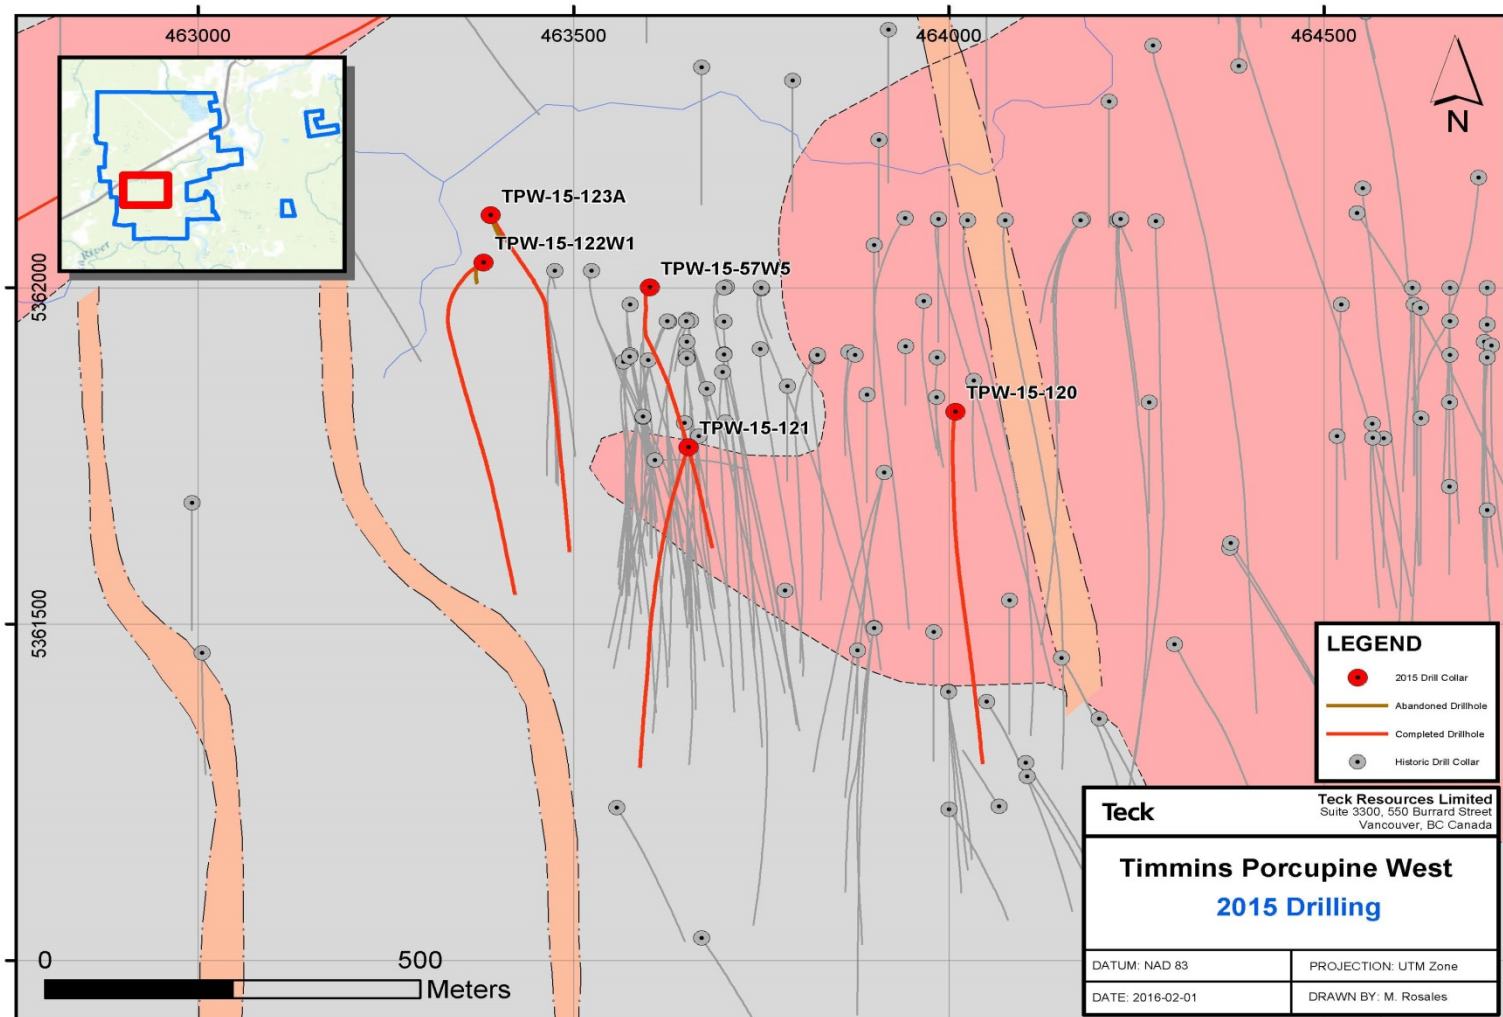 463000
463500
464000
464500
N
River
TPW-15-123A
TPW-15-122W1
TPW-15-57W5
5362000
TPW-15-120
TPW-15-121
5361500
LEGEND
2015 Drill Collar
Abandoned Drillhole
Completed Drillhole
Historic Drill Collar
Teck
Teck Resources Limited
Suite 3300, 550 Burrard Street
Vancouver, BC Canada
Timmins Porcupine West
2015 Drilling
DATUM: NAD 83
PROJECTION: UTM Zone
DATE: 2016-02-01
DRAWN BY: M. Rosales
0
500
Meters